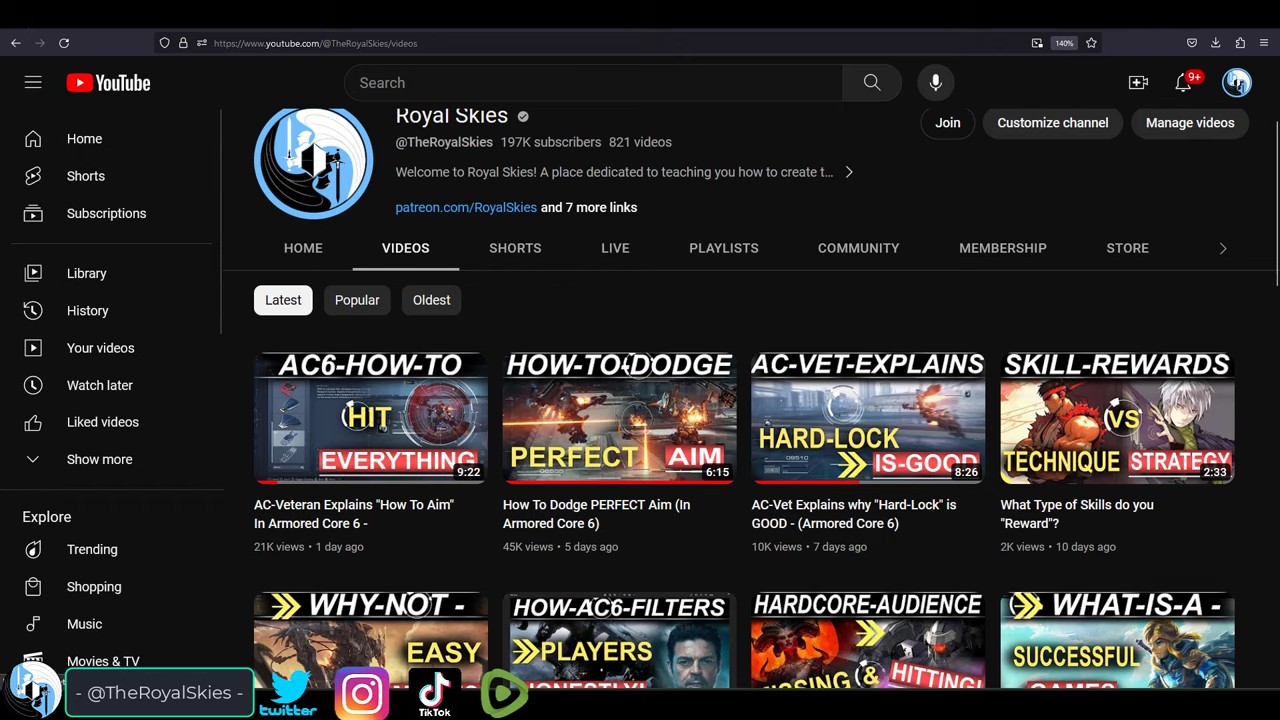 https://www.youtube.com/@TheRoyalSkies/videos
140%
YouTube
Search
9+
Home
Shorts
Subscriptions
Library
History
Your videos
Watch later
Liked videos
Show more
Explore
Trending
Shopping
Music
Movies & TV
Royal Skies
@TheRoyalSkies 197K subscribers 821 videos
Welcome to Royal Skies! A place dedicated to teaching you how to create t...
patreon.com/RoyalSkies and 7 more links
Join
Customize channel
Manage videos
HOME
VIDEOS
SHORTS
LIVE
PLAYLISTS
COMMUNITY
MEMBERSHIP
STORE
Latest
Popular
Oldest
AC6-HOW-TO
HIT
EVERYTHING
9:22
AC-Veteran Explains "How To Aim"
In Armored Core 6 -
21K views • 1 day ago
HOW-TO-DODGE
PERFECT AIM
6:15
How To Dodge PERFECT Aim (In
Armored Core 6)
45K views • 5 days ago
AC-VET-EXPLAINS
HARD-LOCK
IS-GOOD
8:26
AC-Vet Explains why "Hard-Lock" is
GOOD - (Armored Core 6)
10K views • 7 days ago
SKILL-REWARDS
VS
TECHNIQUE STRATEGY
2:33
What Type of Skills do you
"Reward"?
2K views • 10 days ago
WHY-NOT -
EASY
HOW-AC6-FILTERS
PLAYERS
HONESTLY!
HARDCORE-AUDIENCE
& HITTING!
WHAT-IS-A -
SUCCESSFUL
- @TheRoyalSkies -
twitter
TikTok